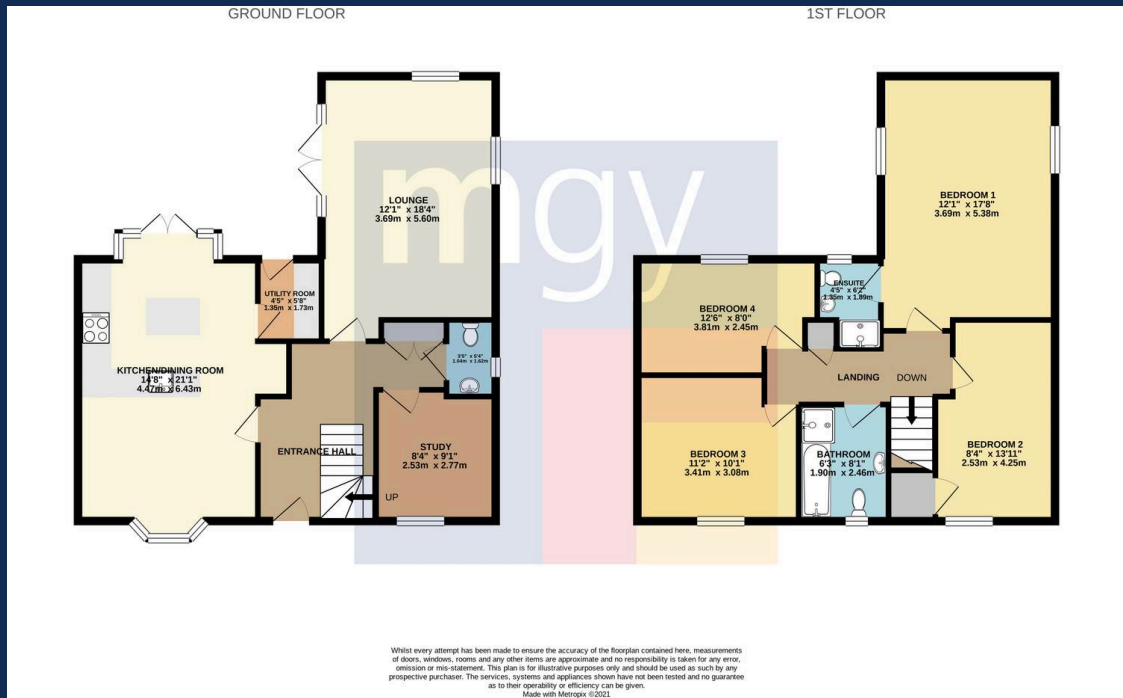 GROUND FLOOR
1ST FLOOR
mgy
LOUNGE
12'1" x 18'4"
3.69m x 5.60m
UTILITY ROOM
4'5" x 5'8"
1.35m x 1.73m
KITCHEN/DINING ROOM
14'8" x 21'1"
4.47m x 6.43m
1.64m x 1.62m
ENTRANCE HALL
STUDY
8'4" x 9'1"
2.53m x 2.77m
UP
BEDROOM 1
12'1" x 17'8"
3.69m x 5.38m
ENSUITE
4'5" x 6'2"
1.35m x 1.89m
BEDROOM 4
12'6" x 8'0"
3.81m x 2.45m
LANDING
DOWN
BEDROOM 3
11'2" x 10'1"
3.41m x 3.08m
BATHROOM
6'3" x 8'1"
1.90m x 2.46m
BEDROOM 2
8'4" x 13'11"
2.53m x 4.25m
Whilst every attempt has been made to ensure the accuracy of the floorplan contained here, measurements
of doors, windows, rooms and any other items are approximate and no responsibility is taken for any error,
omission or mis-statement. This plan is for illustrative purposes only and should be used as such by any
prospective purchaser. The services, systems and appliances shown have not been tested and no guarantee
as to their operability or efficiency can be given.
Made with Metropix ©2021